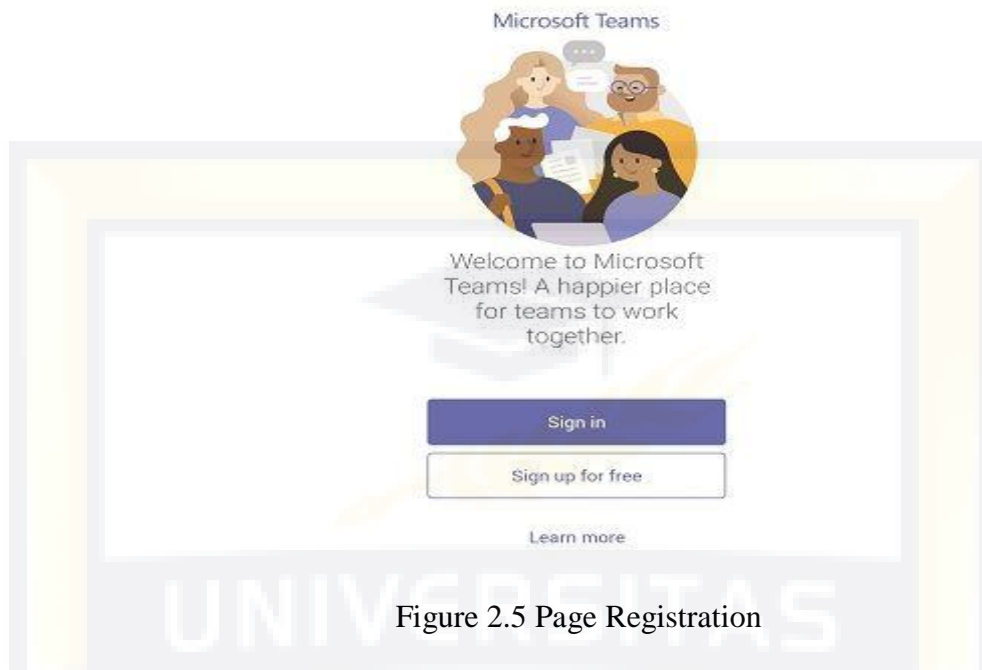 Microsoft Teams
Welcome to Microsoft
Teams! A happier place
for teams to work
together.
Sign in
Sign up for free
Learn more
UNIVERSITAS
Figure 2.5 Page Registration